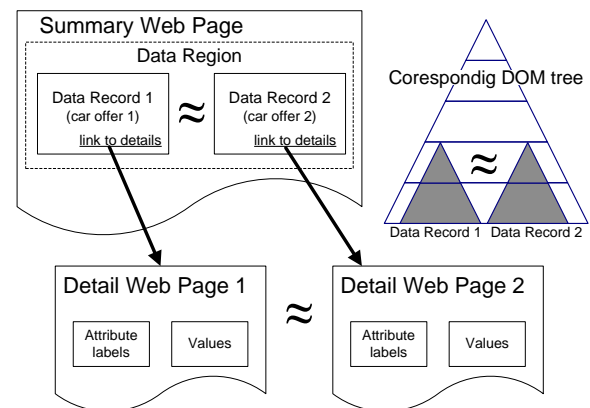 Summary Web Page
Data Region
Data Record 1
(car offer 1)
link to details
≈
Data Record 2
(car offer 2)
link to details
Corespondig DOM tree
≈
Data Record 1
Data Record 2
Detail Web Page 1
Attribute
labels
Values
≈
Detail Web Page 2
Attribute
labels
Values